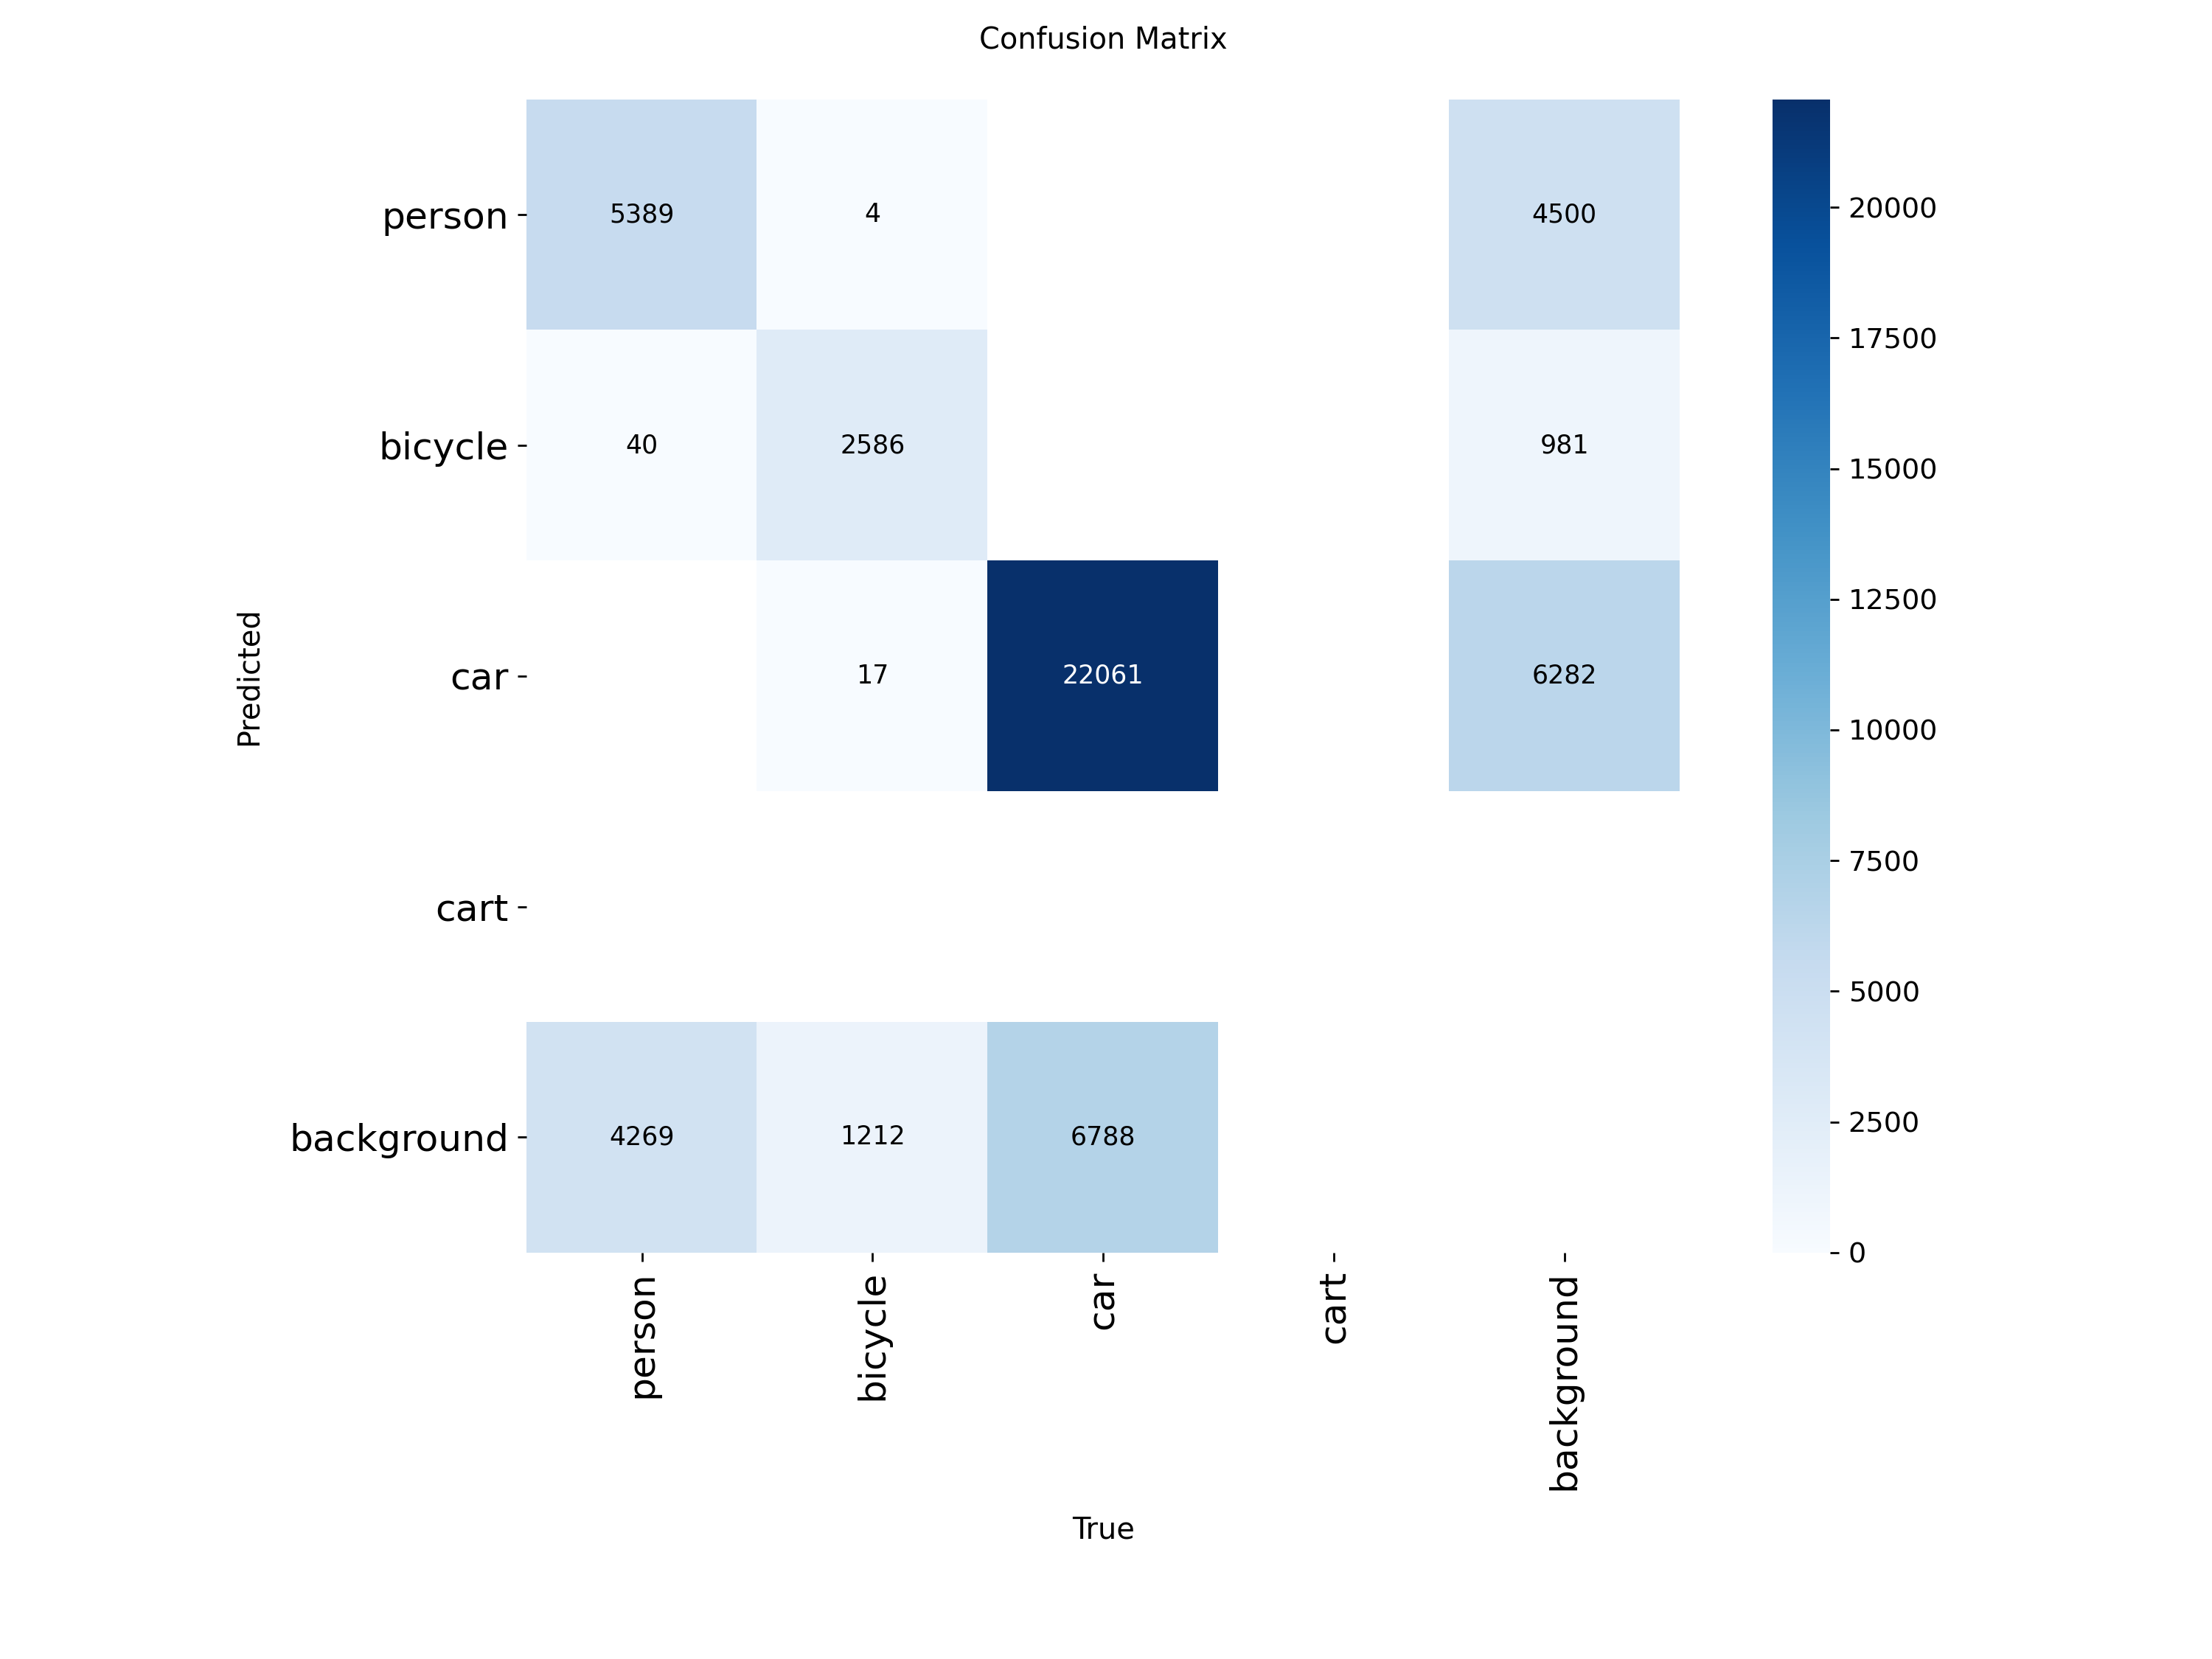 Confusion Matrix
person 5389 4 4500
bicycle 40 2586 981
car 17 22061 6282
cart
background 4269 1212 6788
person bicycle car cart background
Predicted
True
20000
17500
15000
12500
10000
7500
5000
2500
0